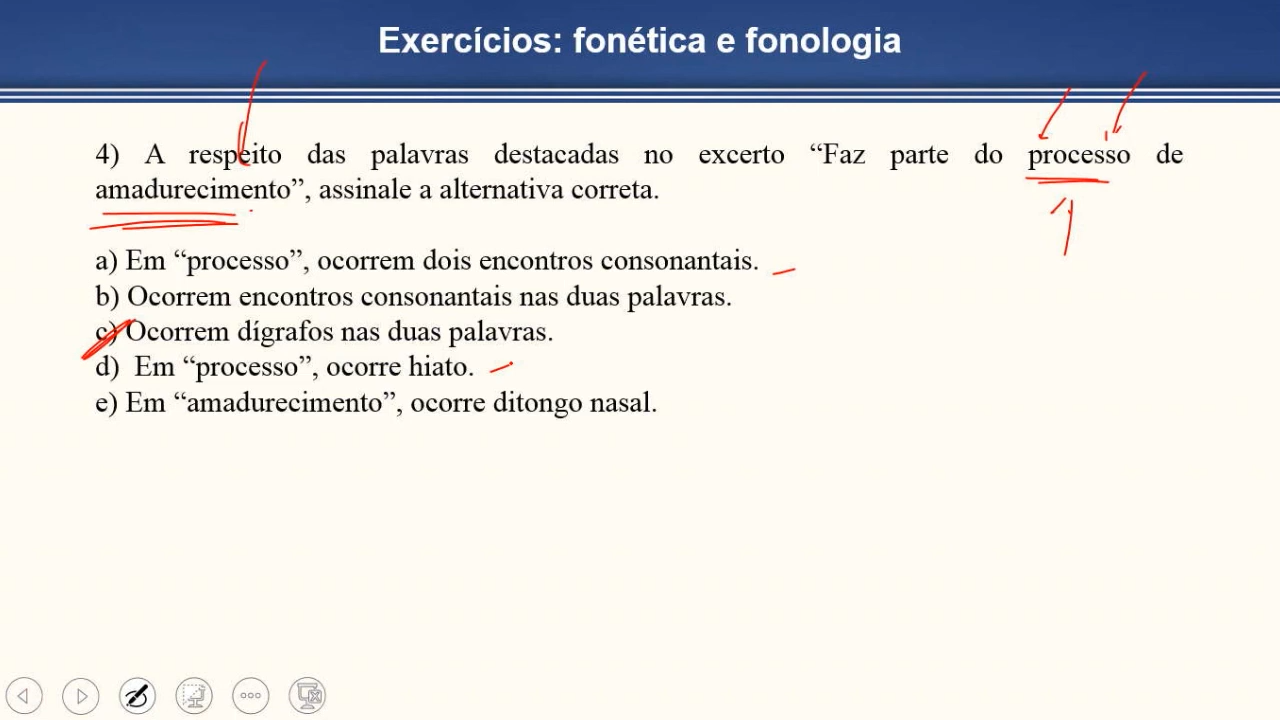 Exercícios: fonética e fonologia
4) A respeito das palavras destacadas no excerto “Faz parte do processo de
amadurecimento”, assinale a alternativa correta.
a) Em “processo”, ocorrem dois encontros consonantais.
b) Ocorrem encontros consonantais nas duas palavras.
c) Ocorrem dígrafos nas duas palavras.
d) Em “processo”, ocorre hiato.
e) Em “amadurecimento”, ocorre ditongo nasal.